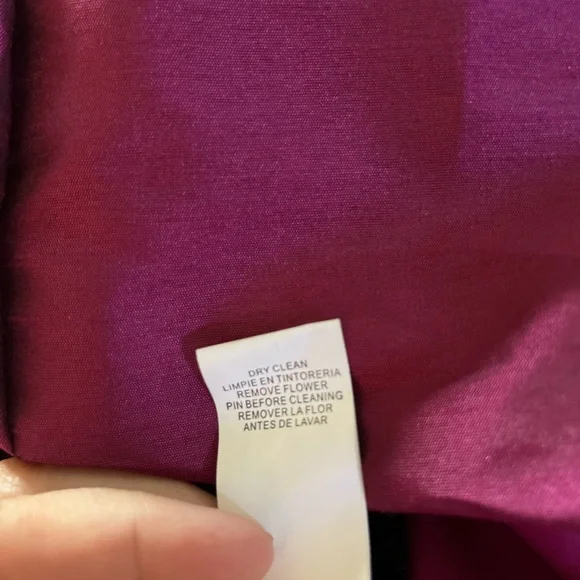 DRY CLEAN
LIMPIE EN TINTORERIA
REMOVE FLOWER
PIN BEFORE CLEANING
REMOVER LA FLOR
ANTES DE LAVAR